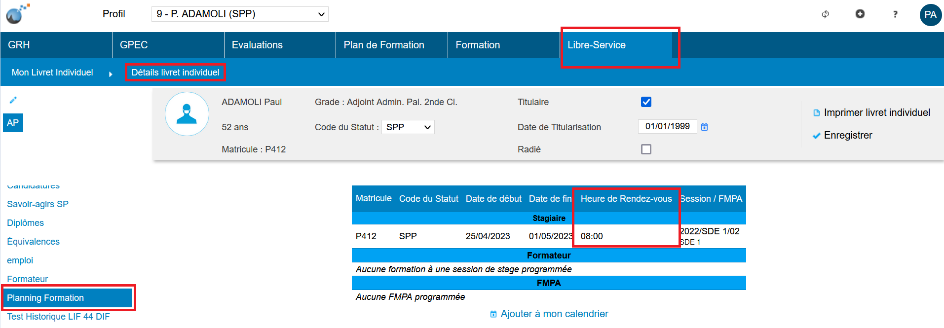 Profil 9 - P. ADAMOLI (SPP) ? PA
GRH GPEC Evaluations Plan de Formation Formation Libre-Service
Mon Livret Individuel Détails livret individuel
AP
ADAMOLI Paul Grade : Adjoint Admin. Pal. 2nde Cl. Titulaire
Imprimer livret individuel
52 ans Code du Statut : SPP Date de Titularisation 01/01/1999
Enregistrer
Matricule : P412 Radié
Candidatures
Savoir-agirs SP
Diplômes
Équivalences
emploi
Formateur
Planning Formation
Test Historique LIF 44 DIF
Matricule Code du Statut Date de début Date de fin Heure de Rendez-vous Session / FMPA
Stagiaire
P412 SPP 25/04/2023 01/05/2023 08:00 2022/SDE 1/02
SDE 1
Formateur
Aucune formation à une session de stage programmée
FMPA
Aucune FMPA programmée
Ajouter à mon calendrier